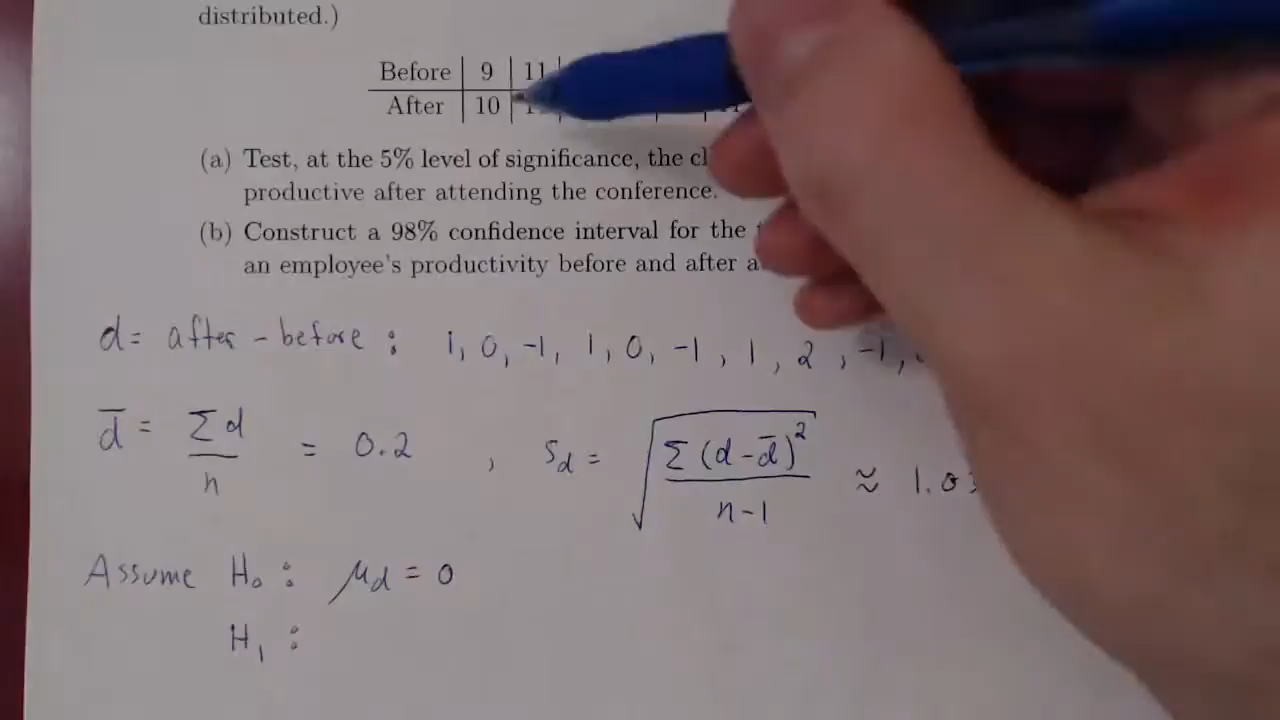 distributed.)
Before 9 11
After 10
(a) Test, at the 5% level of significance, the
productive after attending the conference.
(b) Construct a 98% confidence interval for the
an employee's productivity before and after
d = after - before : 1, 0, -1, 1, 0, -1, 1, 2, -1,
d̄ = Σd / n = 0.2 , s_d = √(Σ(d-d̄)² / n-1) ≈ 1.03
Assume H₀ : μ_d = 0
H₁ :